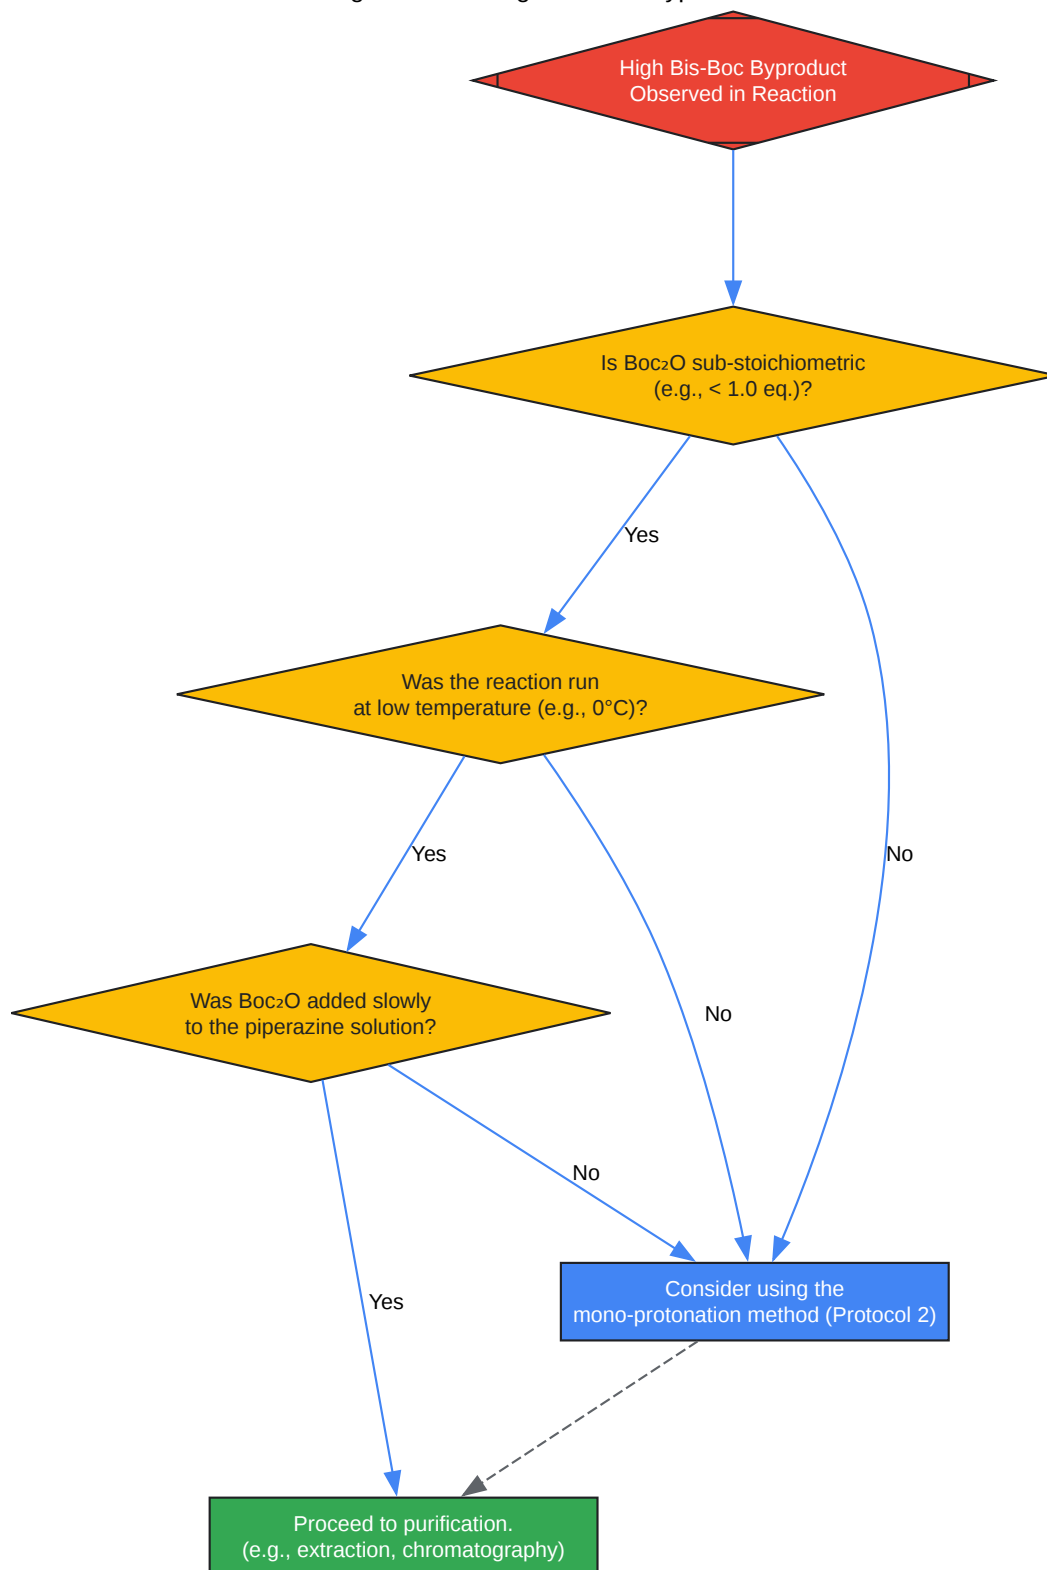 High Bis-Boc Byproduct
Observed in Reaction
Is Boc₂O sub-stoichiometric
(e.g., < 1.0 eq.)?
Yes
Was the reaction run
at low temperature (e.g., 0°C)?
Yes
No
Was Boc₂O added slowly
to the piperazine solution?
No
No
Yes
Consider using the
mono-protonation method (Protocol 2)
Proceed to purification.
(e.g., extraction, chromatography)